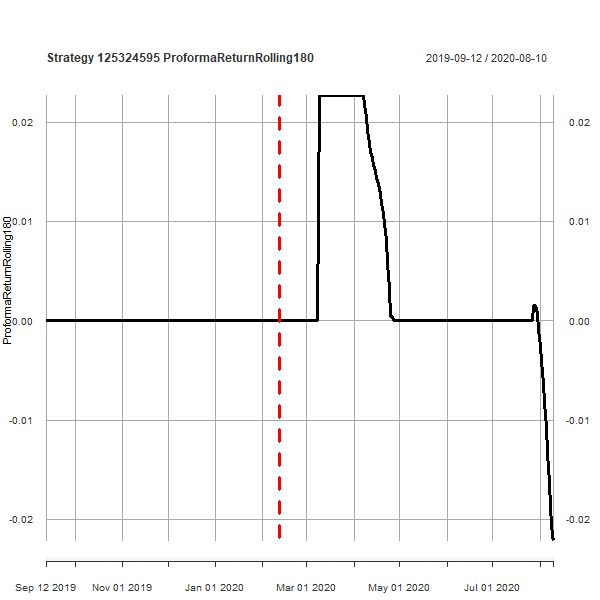 Strategy 125324595 ProformaReturnRolling180
2019-09-12 / 2020-08-10
ProformaReturnRolling180
0.02
0.01
0.00
-0.01
-0.02
0.02
0.01
0.00
-0.01
-0.02
Sep 12 2019
Nov 01 2019
Jan 01 2020
Mar 01 2020
May 01 2020
Jul 01 2020